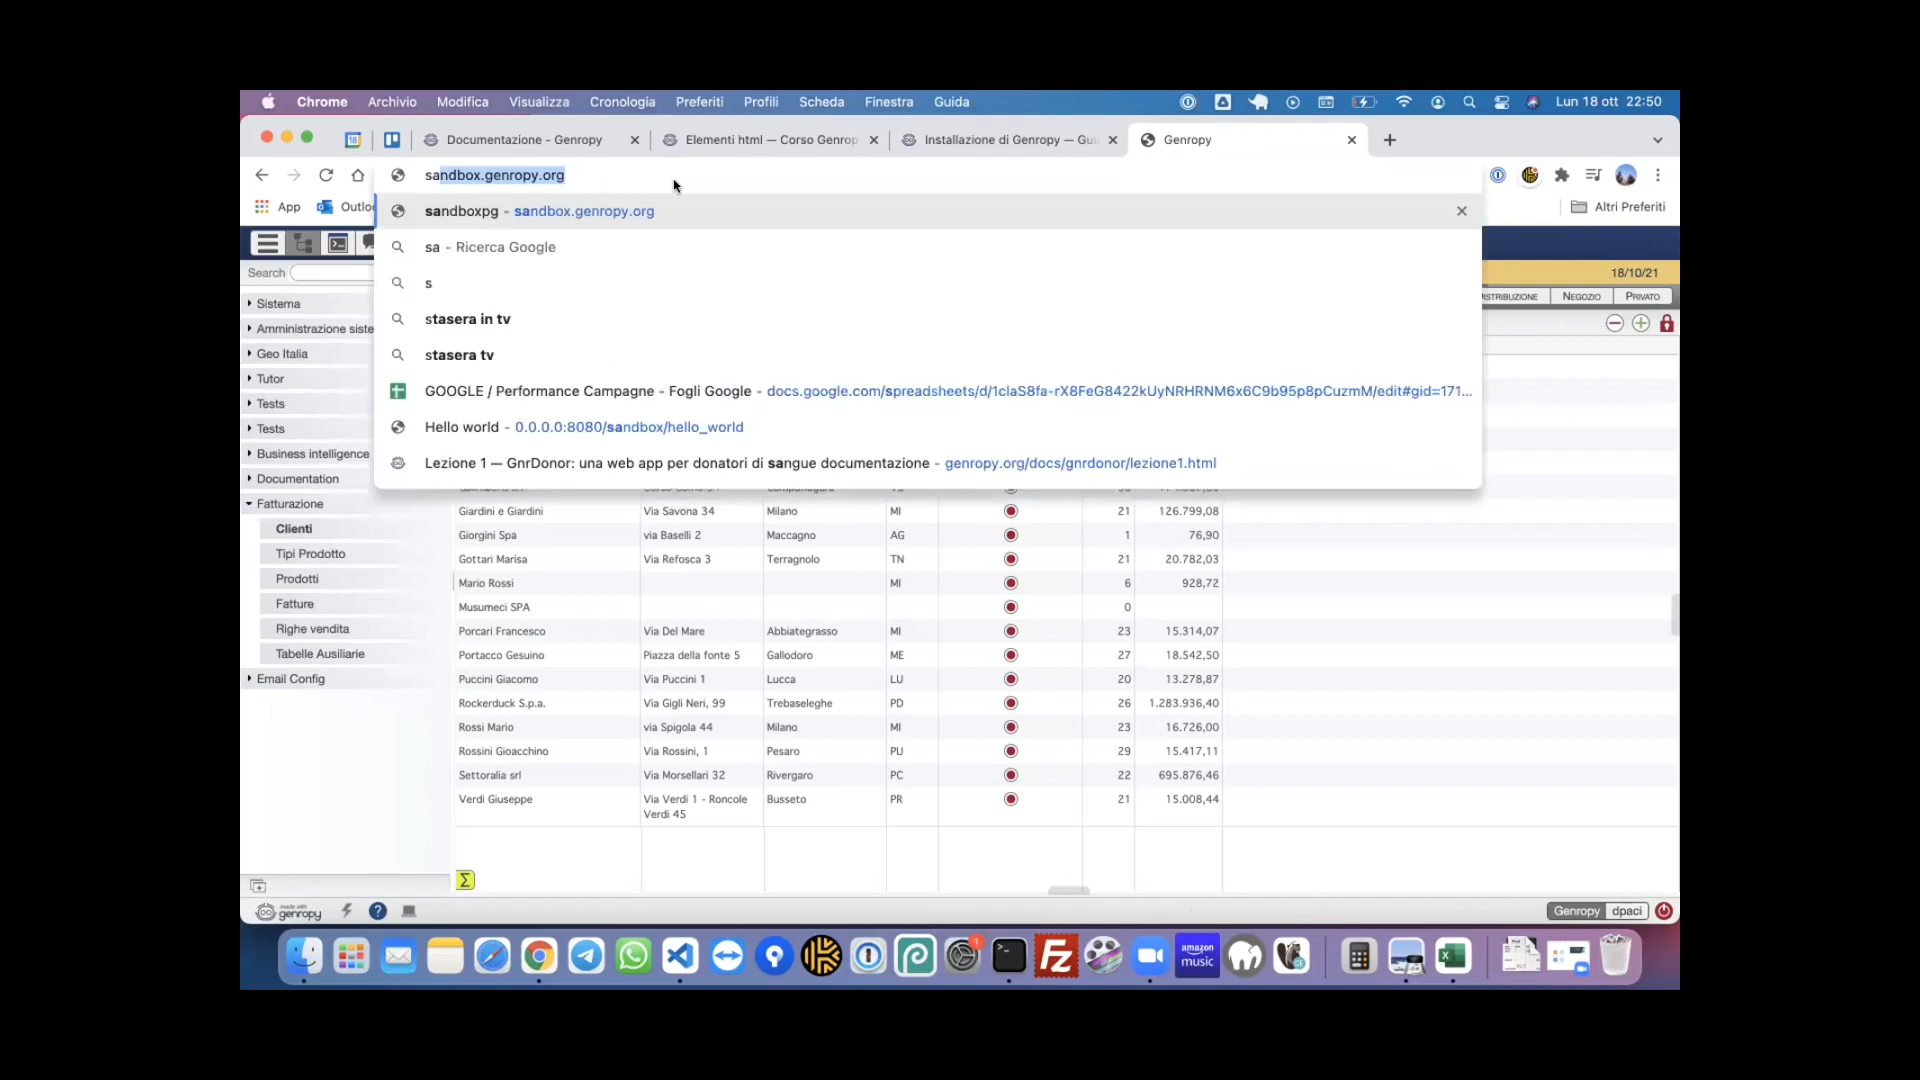 Chrome Archivio Modifica Visualizza Cronologia Preferiti Profili Scheda Finestra Guida Lun 18 ott 22:50
18 Documentazione - Genropy Elementi html — Corso Genrop Installazione di Genropy — Gui Genropy
sandbox.genropy.org
App Outloo Altri Preferiti
sandboxpg - sandbox.genropy.org
sa - Ricerca Google
s
stasera in tv
stasera tv
GOOGLE / Performance Campagne - Fogli Google - docs.google.com/spreadsheets/d/1claS8fa-rX8FeG8422kUyNRHRNM6x6C9b95p8pCuzmM/edit#gid=171...
Hello world - 0.0.0.0:8080/sandbox/hello_world
Lezione 1 — GnrDonor: una web app per donatori di sangue documentazione - genropy.org/docs/gnrdonor/lezione1.html
Search
18/10/21
ISTRIBUZIONE NEGOZIO PRIVATO
Sistema
Amministrazione siste
Geo Italia
Tutor
Tests
Tests
Business intelligence
Documentation
Fatturazione
Clienti
Tipi Prodotto
Prodotti
Fatture
Righe vendita
Tabelle Ausiliarie
Email Config
Giardini e Giardini Via Savona 34 Milano MI 21 126.799,08
Giorgini Spa via Baselli 2 Maccagno AG 1 76,90
Gottari Marisa Via Refosca 3 Terragnolo TN 21 20.782,03
Mario Rossi MI 6 928,72
Musumeci SPA 0
Porcari Francesco Via Del Mare Abbiategrasso MI 23 15.314,07
Portacco Gesuino Piazza della fonte 5 Gallodoro ME 27 18.542,50
Puccini Giacomo Via Puccini 1 Lucca LU 20 13.278,87
Rockerduck S.p.a. Via Gigli Neri, 99 Trebaseleghe PD 26 1.283.936,40
Rossi Mario via Spigola 44 Milano MI 23 16.726,00
Rossini Gioacchino Via Rossini, 1 Pesaro PU 29 15.417,11
Settoralia srl Via Morsellari 32 Rivergaro PC 22 695.876,46
Verdi Giuseppe Via Verdi 1 - Roncole Busseto PR 21 15.008,44
Verdi 45
Σ
made with
genropy
?
Genropy dpaci
1
Fz
amazon
music